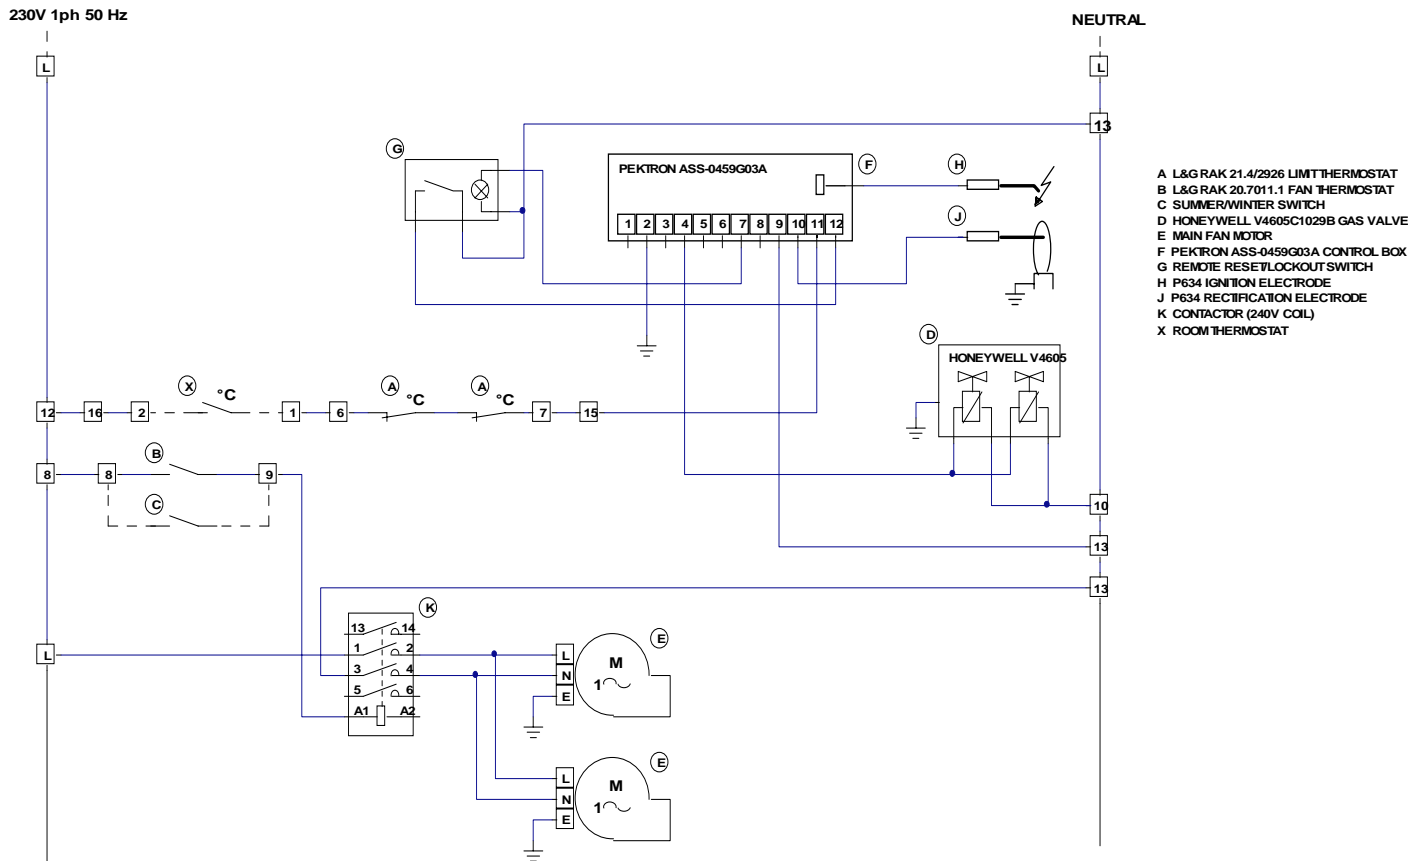 230V 1ph 50 Hz
NEUTRAL
L
L
13
G
PEKTRON ASS-0459G03A
F
H
J
1 2 3 4 5 6 7 8 9 10 11 12
A L&G RAK 21.4/2926 LIMIT THERMOSTAT
B L&G RAK 20.7011.1 FAN THERMOSTAT
C SUMMER/WINTER SWITCH
D HONEYWELL V4605C1029B GAS VALVE
E MAIN FAN MOTOR
F PEKTRON ASS-0459G03A CONTROL BOX
G REMOTE RESET/LOCKOUT SWITCH
H P634 IGNITION ELECTRODE
J P634 RECTIFICATION ELECTRODE
K CONTACTOR (240V COIL)
X ROOM THERMOSTAT
D
HONEYWELL V4605
X °C
A °C
A °C
12 16 2 1 6 7 15
B
8 8 9
C
10
13
13
K
13 14
1 2
3 4
5 6
A1 A2
L
L
N
E
M
1
E
L
N
E
M
1
E